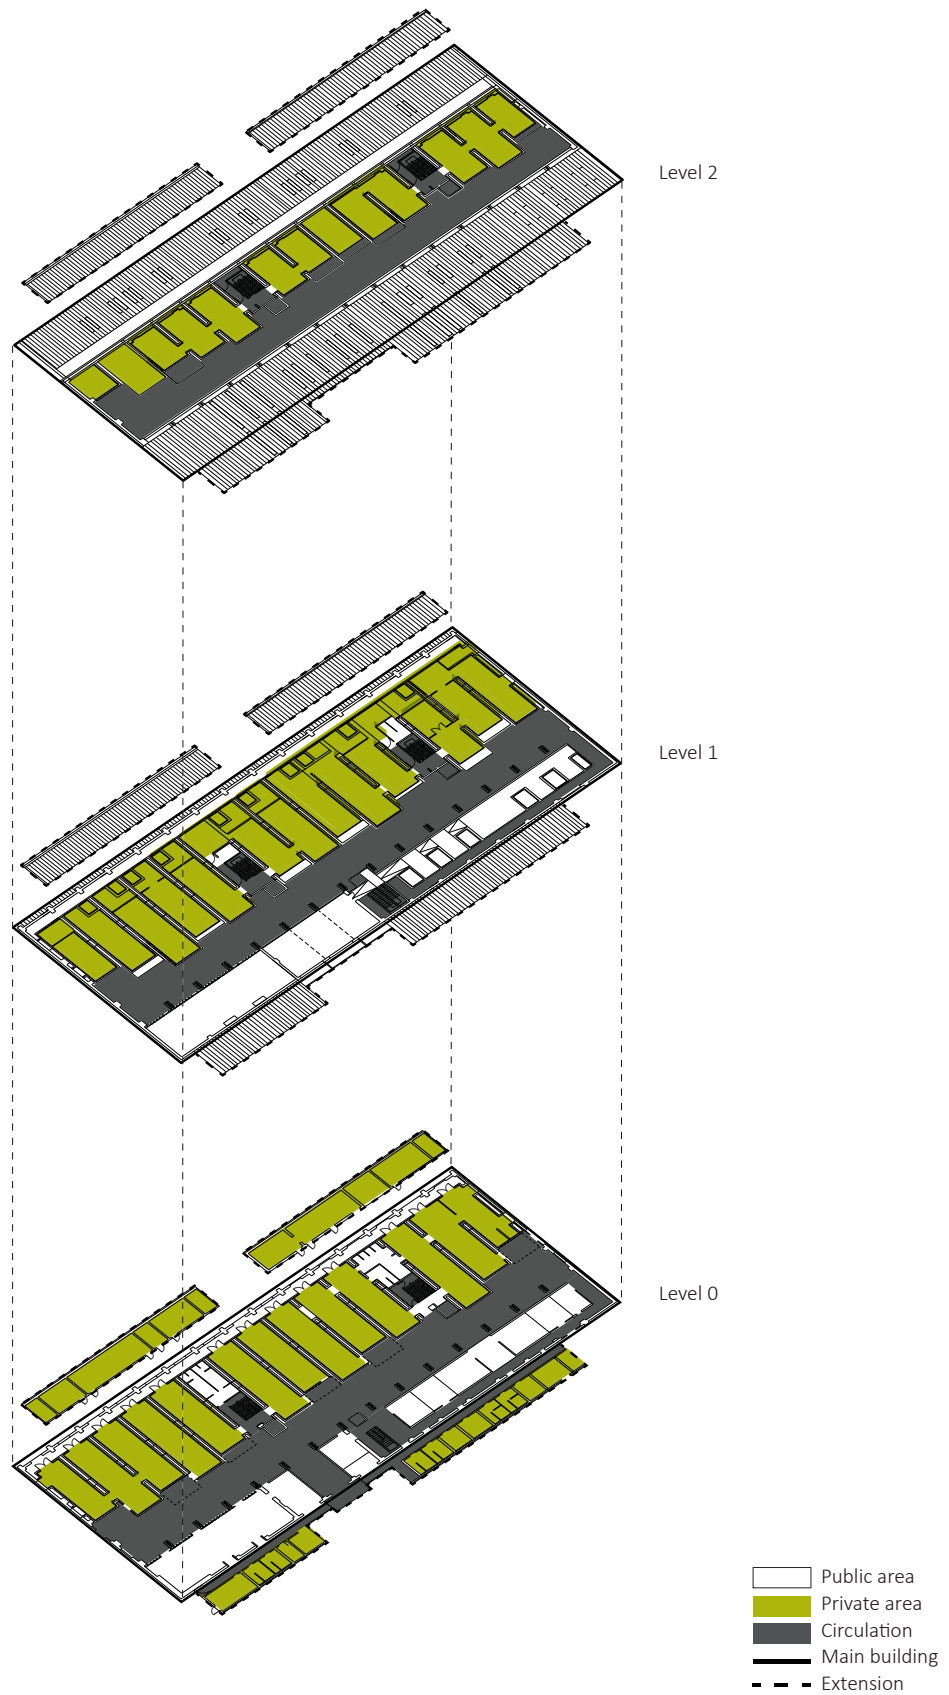 Level 2
Level 1
Level 0
Public area
Private area
Circulation
Main building
Extension